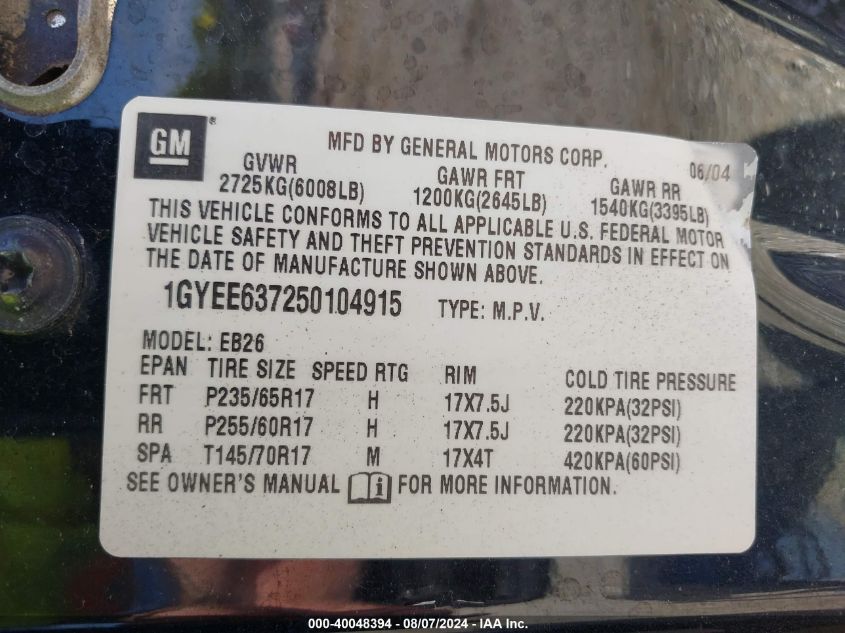 GM ®
MFD BY GENERAL MOTORS CORP. 06/04
GVWR GAWR FRT GAWR RR
2725KG(6008LB) 1200KG(2645LB) 1540KG(3395LB)
THIS VEHICLE CONFORMS TO ALL APPLICABLE U.S. FEDERAL MOTOR
VEHICLE SAFETY AND THEFT PREVENTION STANDARDS IN EFFECT ON
THE DATE OF MANUFACTURE SHOWN ABOVE.
1GYEE637250104915 TYPE: M.P.V.
MODEL: EB26
EPAN TIRE SIZE SPEED RTG RIM COLD TIRE PRESSURE
FRT P235/65R17 H 17X7.5J 220KPA(32PSI)
RR P255/60R17 H 17X7.5J 220KPA(32PSI)
SPA T145/70R17 M 17X4T 420KPA(60PSI)
SEE OWNER'S MANUAL i FOR MORE INFORMATION.
000-40048394 - 08/07/2024 - IAA Inc.